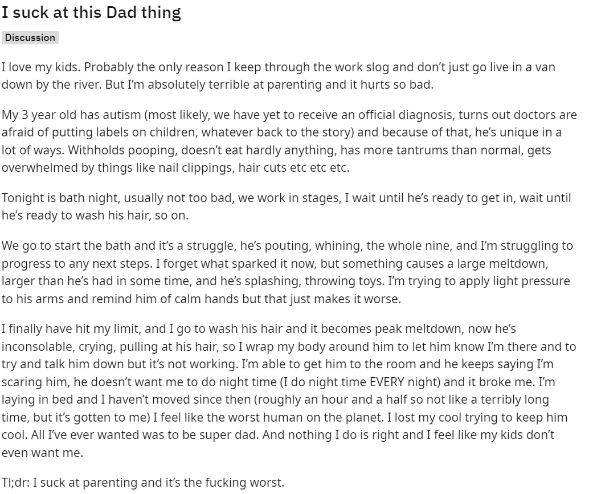 I suck at this Dad thing
Discussion
I love my kids. Probably the only reason I keep through the work slog and don't just go live in a van
down by the river. But I'm absolutely terrible at parenting and it hurts so bad.
My 3 year old has autism (most likely, we have yet to receive an official diagnosis, turns out doctors are
afraid of putting labels on children, whatever back to the story) and because of that, he's unique in a
lot of ways. Withholds pooping, doesn't eat hardly anything, has more tantrums than normal, gets
overwhelmed by things like nail clippings, hair cuts etc etc etc.
Tonight is bath night, usually not too bad, we work in stages, I wait until he's ready to get in, wait until
he's ready to wash his hair, so on.
We go to start the bath and it's a struggle, he's pouting, whining, the whole nine, and I'm struggling to
progress to any next steps. I forget what sparked it now, but something causes a large meltdown,
larger than he's had in some time, and he's splashing, throwing toys. I'm trying to apply light pressure
to his arms and remind him of calm hands but that just makes it worse.
I finally have hit my limit, and I go to wash his hair and it becomes peak meltdown, now he's
inconsolable, crying, pulling at his hair, so I wrap my body around him to let him know I'm there and to
try and talk him down but it's not working. I'm able to get him to the room and he keeps saying I'm
scaring him, he doesn't want me to do night time (I do night time EVERY night) and it broke me. I'm
laying in bed and I haven't moved since then (roughly an hour and a half so not like a terribly long
time, but it's gotten to me) I feel like the worst human on the planet. I lost my cool trying to keep him
cool. All I've ever wanted was to be super dad. And nothing I do is right and I feel like my kids don't
even want me.
Tl;dr: I suck at parenting and it's the fucking worst.